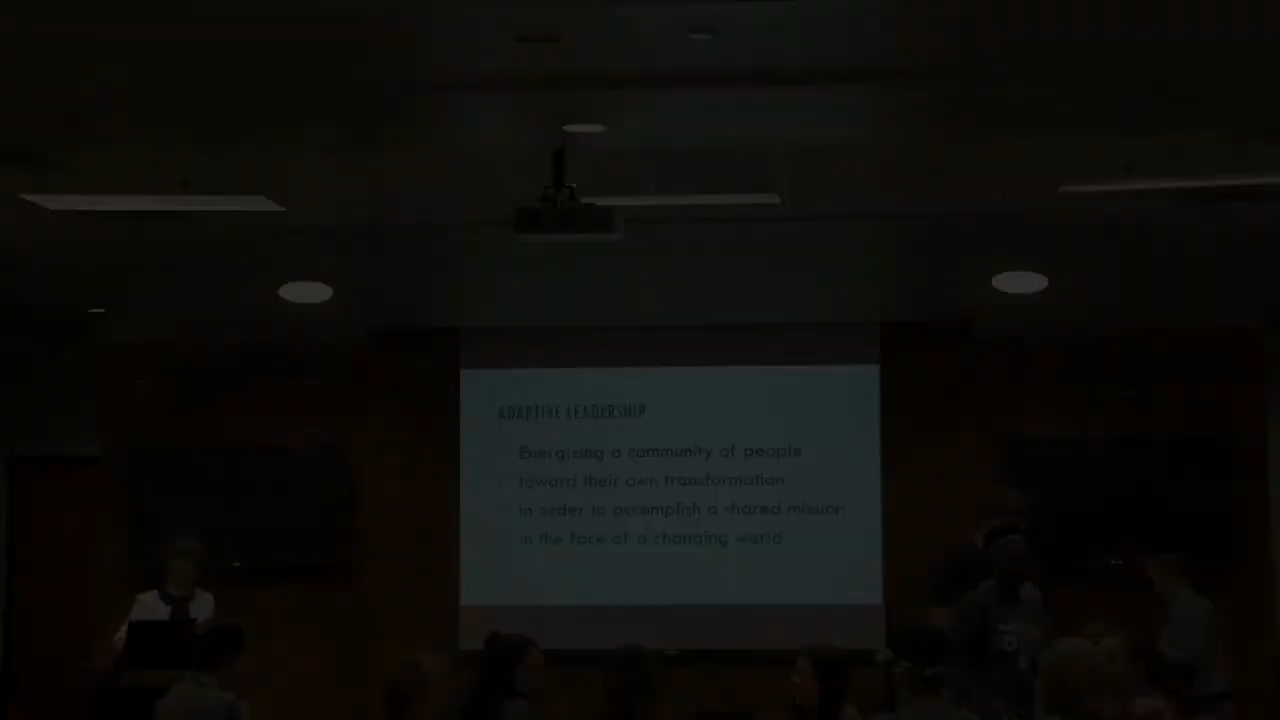 ADAPTIVE LEADERSHIP
Energizing a community of people
toward their own transformation
in order to accomplish a shared mission
in the face of a changing world